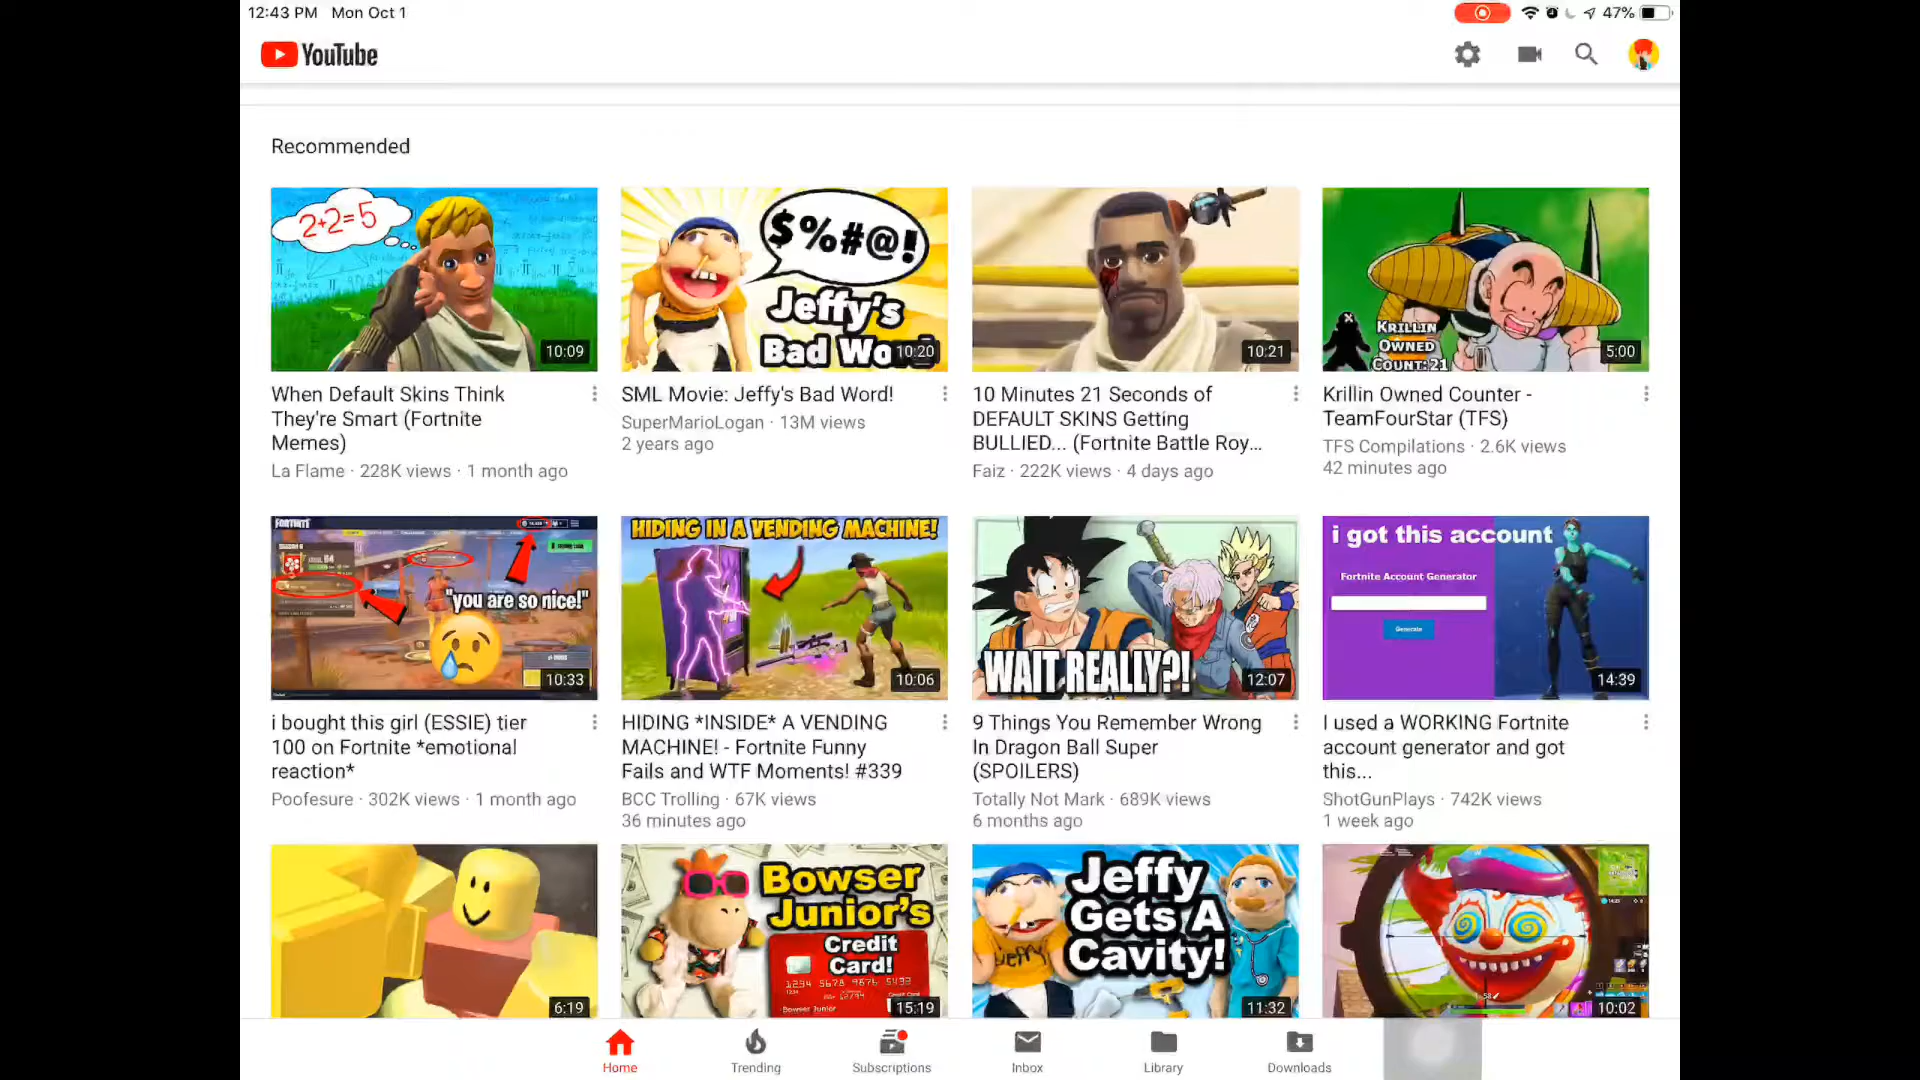 12:43 PM Mon Oct 1
47%
YouTube
Recommended
2+2=5
10:09
$%#@!
Jeffy's
Bad Wo
10:20
10:21
KRILLIN
OWNED
COUNT:21
5:00
When Default Skins Think
They're Smart (Fortnite
Memes)
La Flame · 228K views · 1 month ago
SML Movie: Jeffy's Bad Word!
SuperMarioLogan · 13M views
2 years ago
10 Minutes 21 Seconds of
DEFAULT SKINS Getting
BULLIED... (Fortnite Battle Roy...
Faiz · 222K views · 4 days ago
Krillin Owned Counter -
TeamFourStar (TFS)
TFS Compilations · 2.6K views
42 minutes ago
FORTNITE
"you are so nice!"
10:33
HIDING IN A VENDING MACHINE!
10:06
WAIT REALLY?!
12:07
i got this account
Fortnite Account Generator
Generate
14:39
i bought this girl (ESSIE) tier
100 on Fortnite *emotional
reaction*
Poofesure · 302K views · 1 month ago
HIDING *INSIDE* A VENDING
MACHINE! - Fortnite Funny
Fails and WTF Moments! #339
BCC Trolling · 67K views
36 minutes ago
9 Things You Remember Wrong
In Dragon Ball Super
(SPOILERS)
Totally Not Mark · 689K views
6 months ago
I used a WORKING Fortnite
account generator and got
this...
ShotGunPlays · 742K views
1 week ago
6:19
Bowser
Junior's
Credit
Card!
1234 5678 9876 5433
Bowser Junior
15:19
Jeffy
Gets A
Cavity!
11:32
10:02
Home
Trending
Subscriptions
Inbox
Library
Downloads